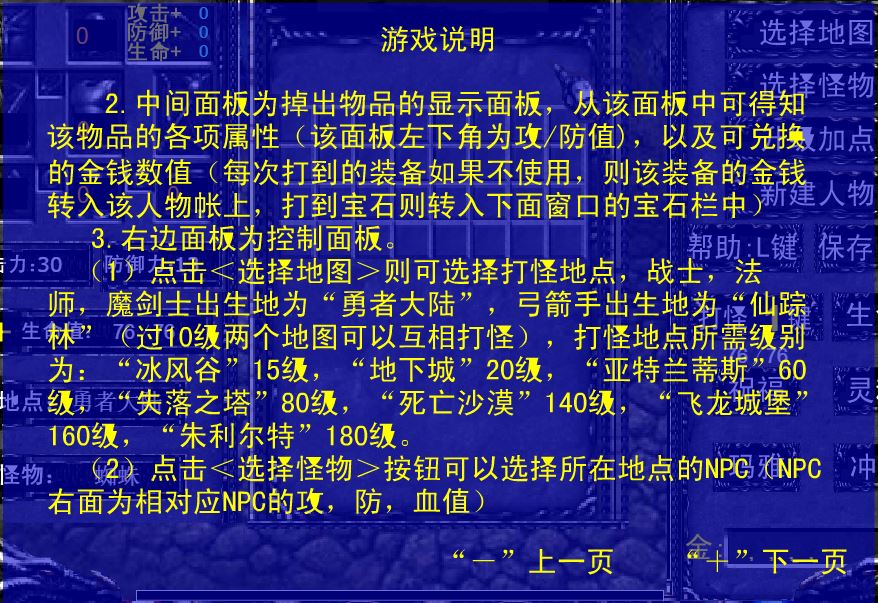 攻击+ 0
0
防御+ 0
生命+ 0
选择地图
游戏说明
选择怪物
2.中间面板为掉出物品的显示面板，从该面板中可得知
该物品的各项属性（该面板左下角为攻/防值），以及可兑换
加点
的金钱数值（每次打到的装备如果不使用，则该装备的金钱
新建人物
转入该人物帐上，打到宝石则转入下面窗口的宝石栏中）
3.右边面板为控制面板。
帮助:L键
保存
击力:30
防御力:1
（1）点击＜选择地图＞则可选择打怪地点，战士，法
师，魔剑士出生地为“勇者大陆”，弓箭手出生地为“仙踪
生命值: 76
林”（过10级两个地图可以互相打怪），打怪地点所需级别
为：“冰风谷”15级，“地下城”20级，“亚特兰蒂斯”60
祝福
地点:勇者大
级，“失落之塔”80级，“死亡沙漠”140级，“飞龙城堡”
160级，“朱利尔特”180级。
怪物: 蜘蛛
（2）点击＜选择怪物＞按钮可以选择所在地点的NPC（NPC
玛雅
冲
右面为相对应NPC的攻，防，血值）
金:
“－”上一页
“＋”下一页